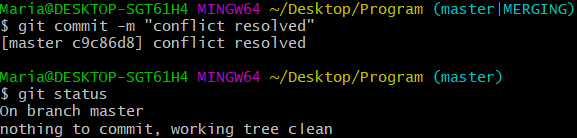 Maria@DESKTOP-SGT61H4 MINGW64 ~/Desktop/Program (master|MERGING)
$ git commit -m "conflict resolved"
[master c9c86d8] conflict resolved
Maria@DESKTOP-SGT61H4 MINGW64 ~/Desktop/Program (master)
$ git status
On branch master
nothing to commit, working tree clean